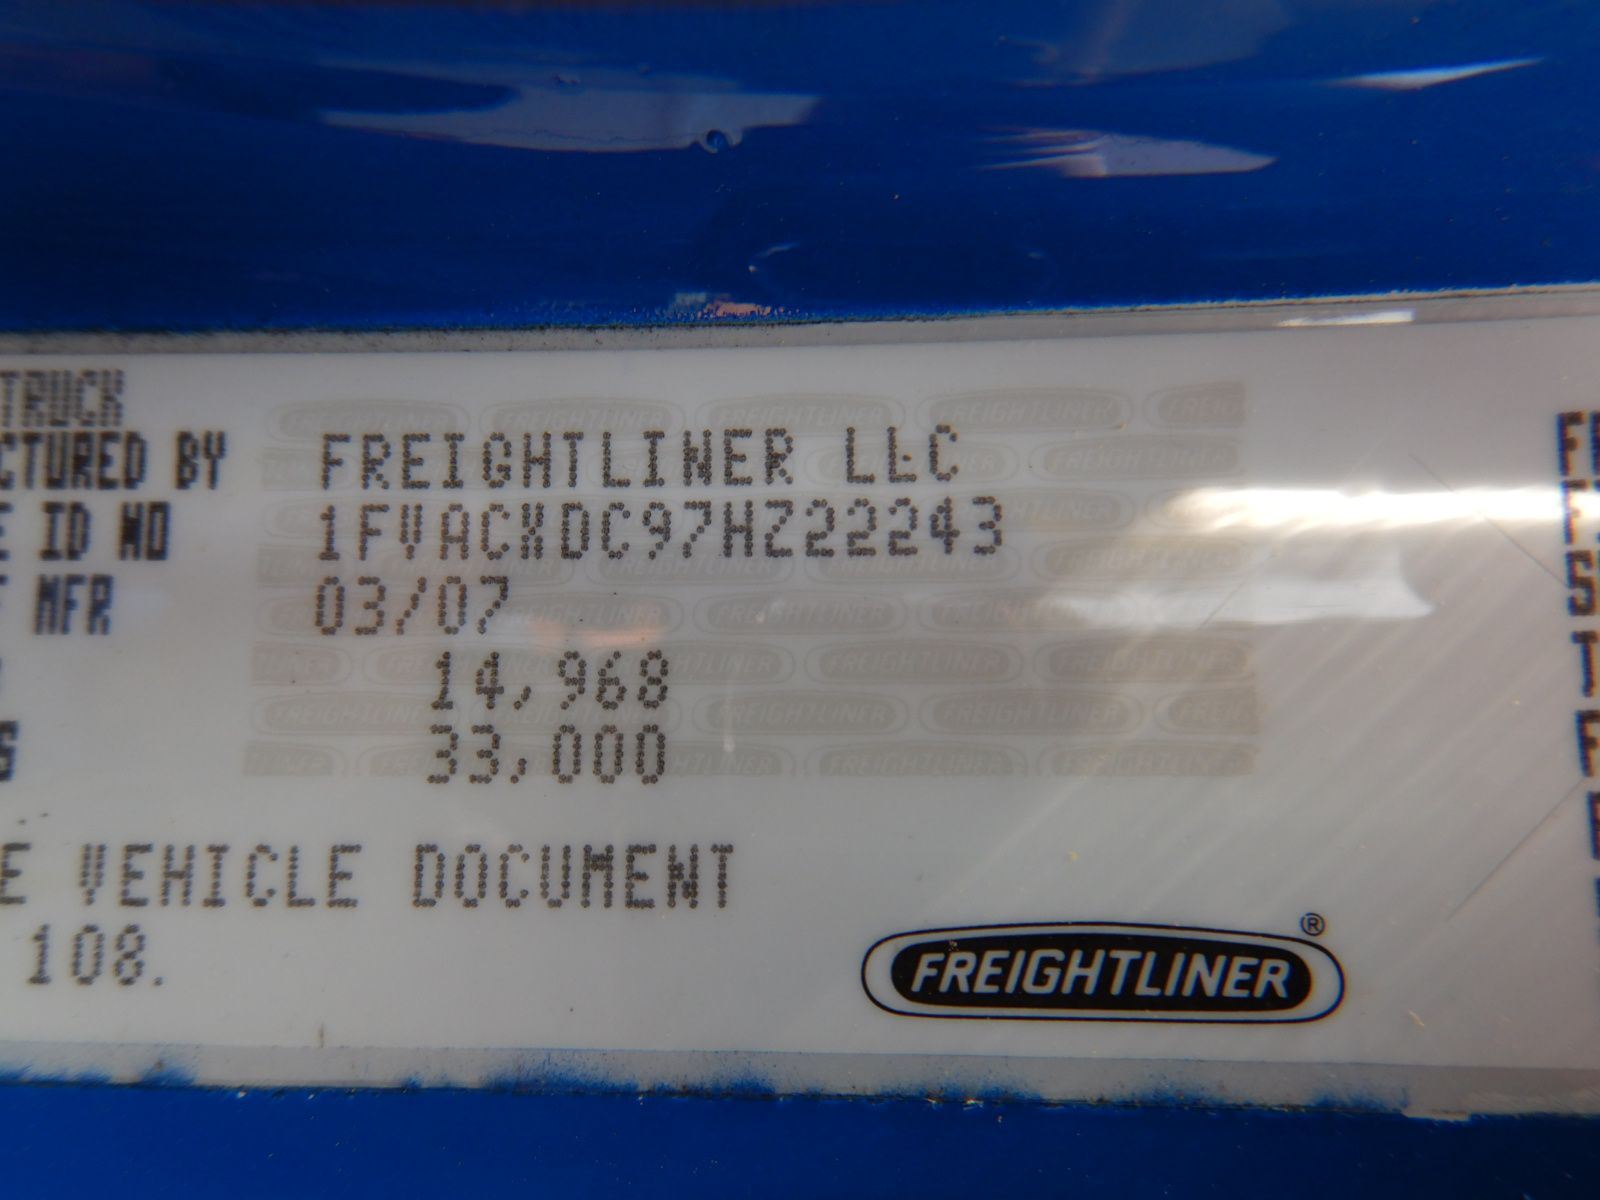 TRUCK
CTURED BY FREIGHTLINER LLC
E ID NO 1FVACXDC97HZ22243
MFR 03/07
14,968
33,000
E VEHICLE DOCUMENT
108.
FREIGHTLINER®